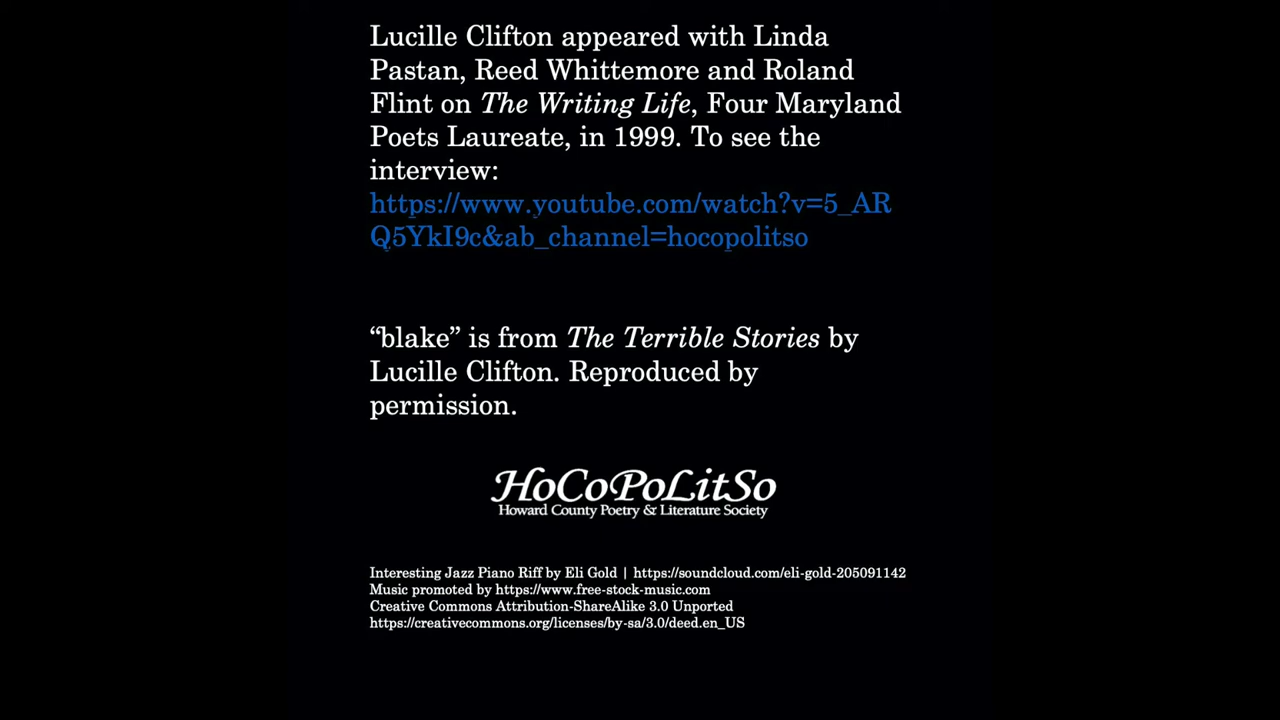 Lucille Clifton appeared with Linda
Pastan, Reed Whittemore and Roland
Flint on The Writing Life, Four Maryland
Poets Laureate, in 1999. To see the
interview:
https://www.youtube.com/watch?v=5_AR
Q5YkI9c&ab_channel=hocopolitso
“blake” is from The Terrible Stories by
Lucille Clifton. Reproduced by
permission.
HoCoPoLitSo
Howard County Poetry & Literature Society
Interesting Jazz Piano Riff by Eli Gold | https://soundcloud.com/eli-gold-205091142
Music promoted by https://www.free-stock-music.com
Creative Commons Attribution-ShareAlike 3.0 Unported
https://creativecommons.org/licenses/by-sa/3.0/deed.en_US